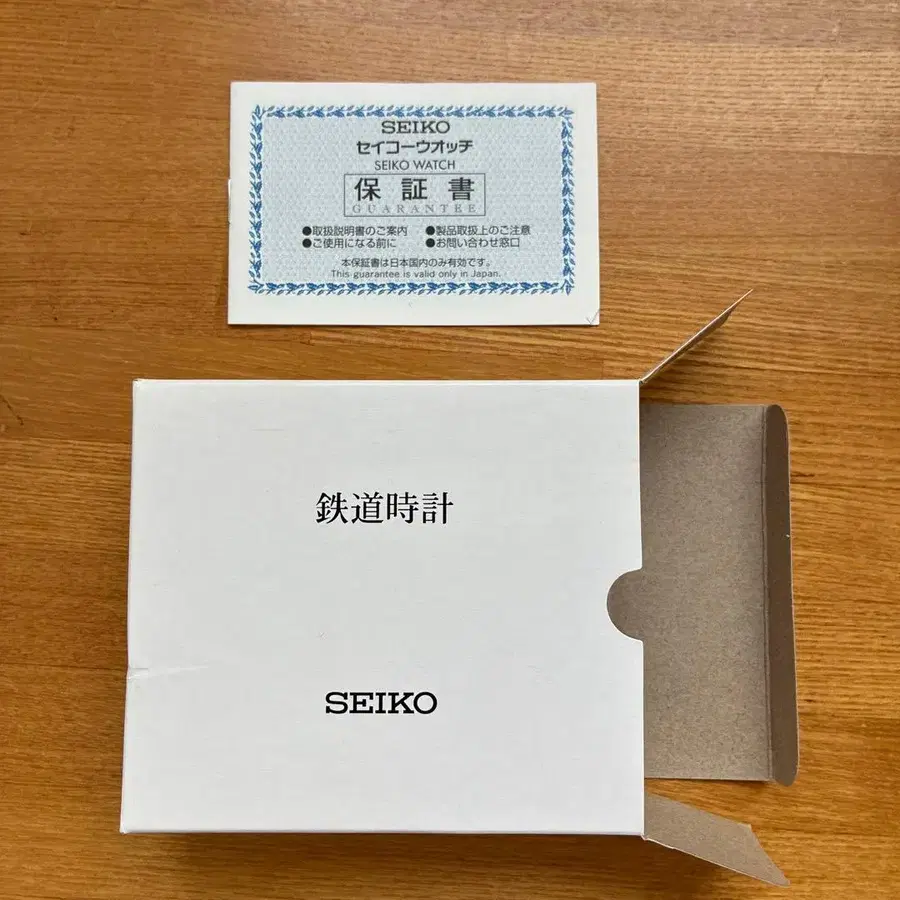 SEIKO
セイコーウオッチ
SEIKO WATCH
保証書
GUARANTEE
●取扱説明書のご案内 ●製品取扱上のご注意
●ご使用になる前に ●お問い合わせ窓口
本保証書は日本国内のみ有効です。
This guarantee is valid only in Japan.
鉄道時計
SEIKO